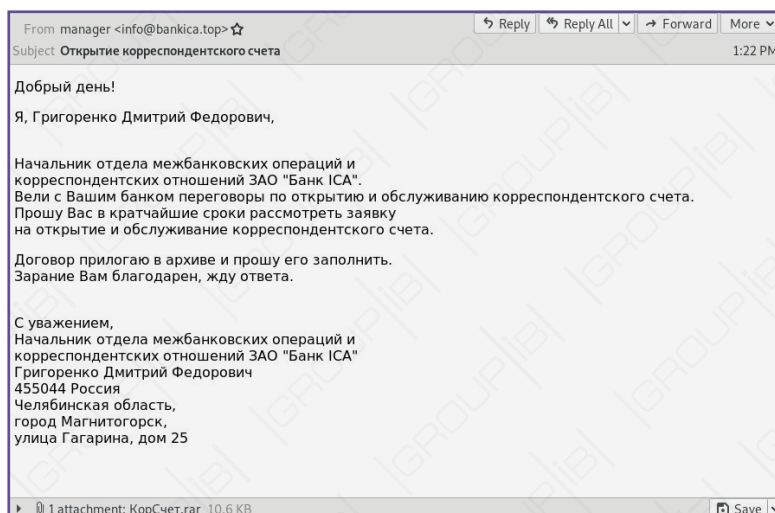 From manager <info@bankica.top>
Reply Reply All Forward More
Subject Открытие корреспондентского счета
1:22 PM
Добрый день!
Я, Григоренко Дмитрий Федорович,
Начальник отдела межбанковских операций и
корреспондентских отношений ЗАО "Банк ICA".
Вели с Вашим банком переговоры по открытию и обслуживанию корреспондентского счета.
Прошу Вас в кратчайшие сроки рассмотреть заявку
на открытие и обслуживание корреспондентского счета.
Договор прилогаю в архиве и прошу его заполнить.
Зарание Вам благодарен, жду ответа.
С уважением,
Начальник отдела межбанковских операций и
корреспондентских отношений ЗАО "Банк ICA"
Григоренко Дмитрий Федорович
455044 Россия
Челябинская область,
город Магнитогорск,
улица Гагарина, дом 25
1 attachment: КорСчет.rar 10.6 KB
Save
GROUP|iB|